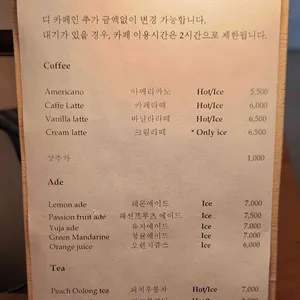 디 카페인 추가 금액없이 변경 가능합니다.
대기가 있을 경우, 카페 이용시간은 2시간으로 제한됩니다.
Coffee
Americano 아메리카노 Hot/Ice 5,500
Caffe Latte 카페라떼 Hot/Ice 6,000
Vanilla latte 바닐라라떼 Hot/Ice 6,500
Cream latte 크림라떼 * Only ice 6,500
샷추가 1,000
Ade
Lemon ade 레몬에이드 Ice 7,000
Passion fruit ade 패션프루츠 에이드 Ice 7,500
Yuja ade 유자에이드 Ice 7,000
Green Mandarine 청귤에이드 Ice 7,000
Orange juice 오렌지쥬스 Ice 6,000
Tea
Peach Oolong tea 피치우롱차 Hot/Ice 7,000